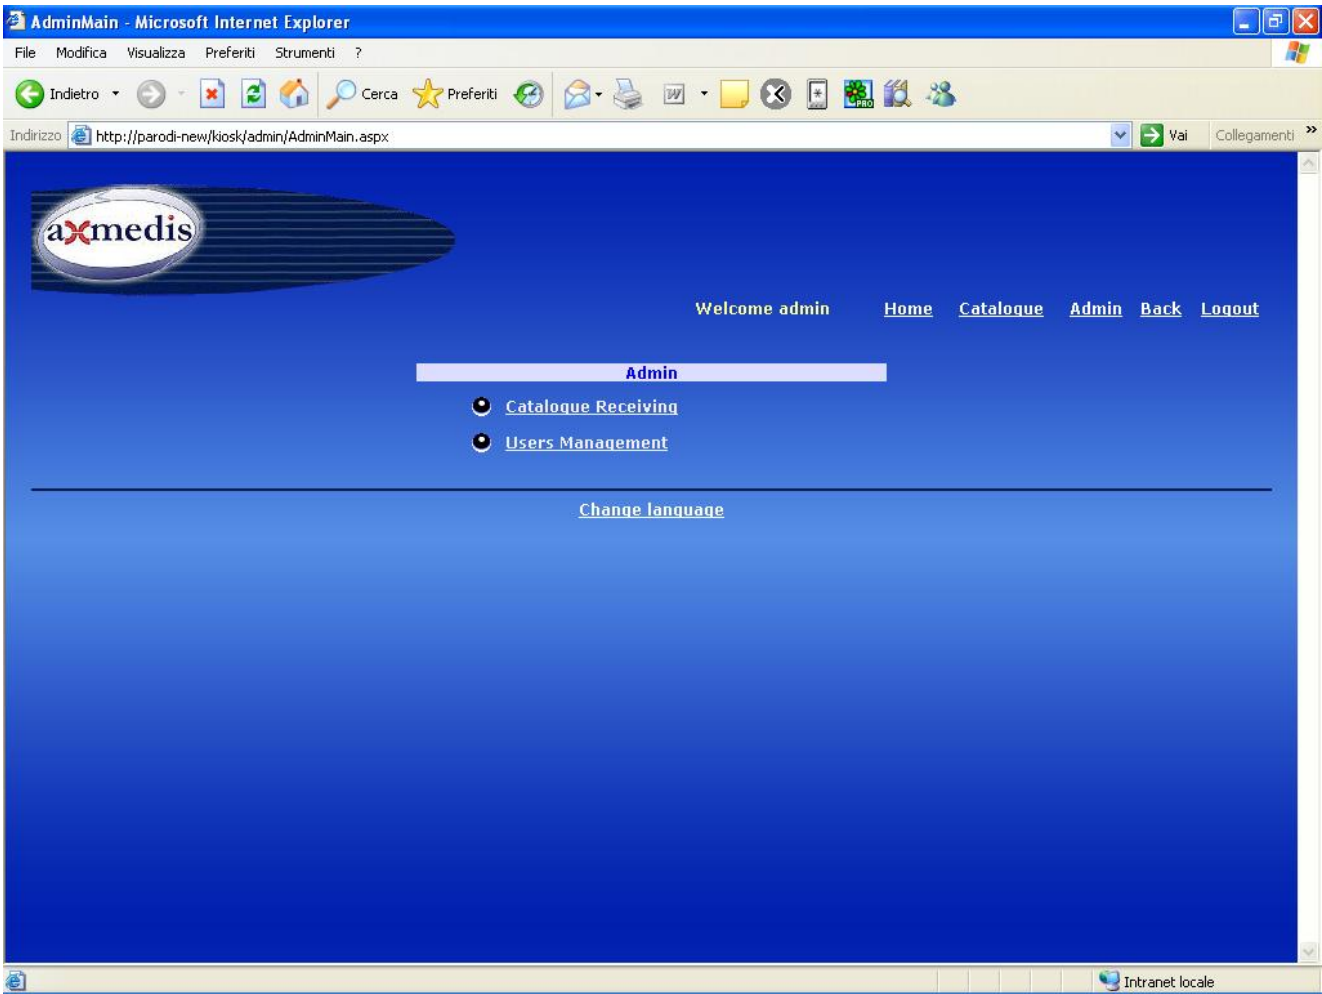 AdminMain - Microsoft Internet Explorer
File Modifica Visualizza Preferiti Strumenti ?
Indietro Cerca Preferiti
Indirizzo http://parodi-new/kiosk/admin/AdminMain.aspx Vai Collegamenti »
axmedis
Welcome admin Home Catalogue Admin Back Logout
Admin
Catalogue Receiving
Users Management
Change language
Intranet locale